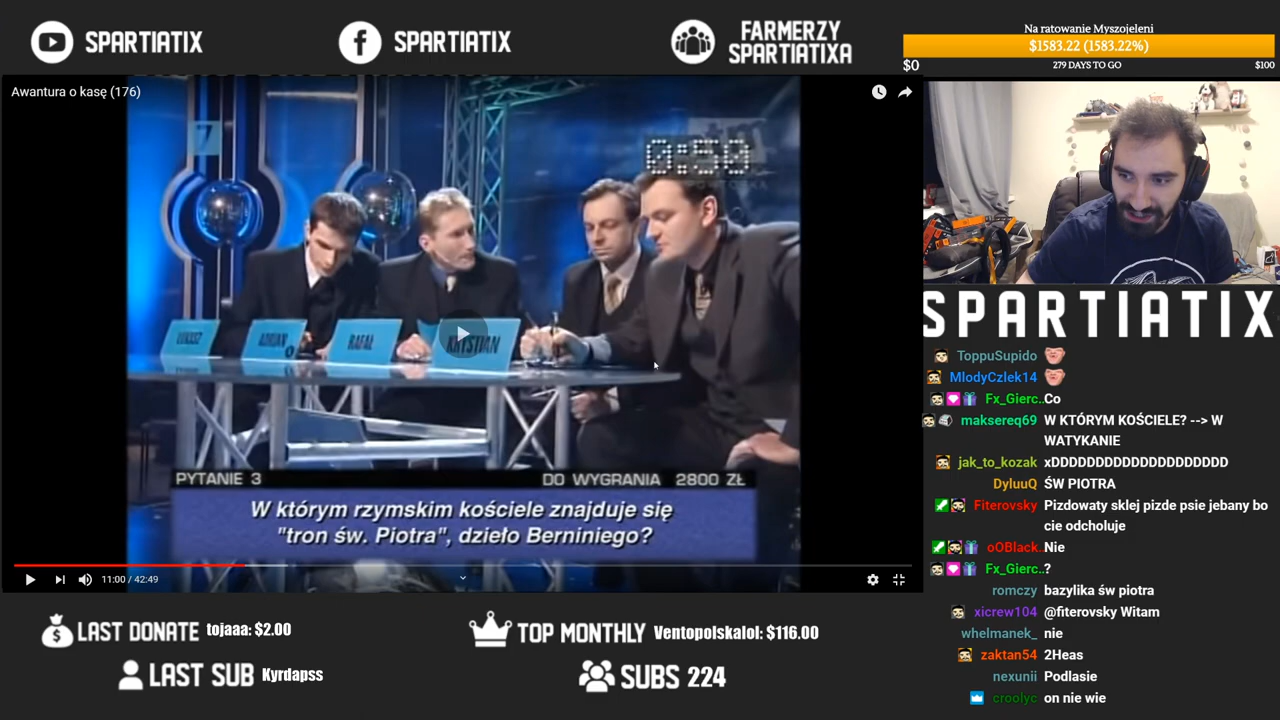 SPARTIATIX
SPARTIATIX
FARMERZY
SPARTIATIXA
Na ratowanie Myszojeleni
$1583.22 (1583.22%)
$0
279 DAYS TO GO
$100
Awantura o kasę (176)
7
0:50
ŁUKASZ
ADRIAN
RAFAŁ
KRYSTIAN
PYTANIE 3
DO WYGRANIA 2800 ZŁ
W którym rzymskim kościele znajduje się
"tron św. Piotra", dzieło Berniniego?
11:00 / 42:49
SPARTIATIX
ToppuSupido
MlodyCzlek14
Fx_Gierc.. Co
maksereq69 W KTÓRYM KOŚCIELE? --> W
WATYKANIE
jak_to_kozak xDDDDDDDDDDDDDDDDDDDD
DyluuQ ŚW PIOTRA
Fiterovsky Pizdowaty sklej pizde psie jebany bo
cie odcholuje
oOBlack.. Nie
Fx_Gierc.. ?
romczy bazylika św piotra
xicrew104 @fiterovsky Witam
whelmanek_ nie
zaktan54 2Heas
nexunii Podlasie
croolyc on nie wie
LAST DONATE tojaaa: $2.00
TOP MONTHLY Ventopolskalol: $116.00
LAST SUB Kyrdapss
SUBS 224